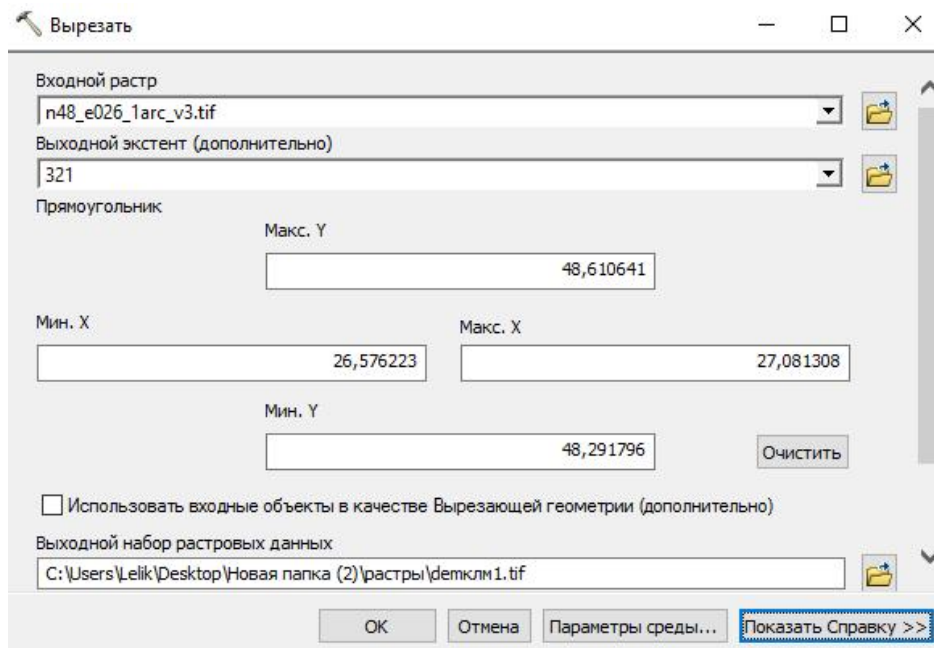 Вырезать
Входной растр
n48_e026_1arc_v3.tif
Выходной экстент (дополнительно)
321
Прямоугольник
Макс. Y
48,610641
Мин. X
Макс. X
26,576223
27,081308
Мин. Y
48,291796
Очистить
Использовать входные объекты в качестве Вырезающей геометрии (дополнительно)
Выходной набор растровых данных
C:\Users\Lelik\Desktop\Новая папка (2)\растры\demклм1.tif
OK
Отмена
Параметры среды...
Показать Справку >>